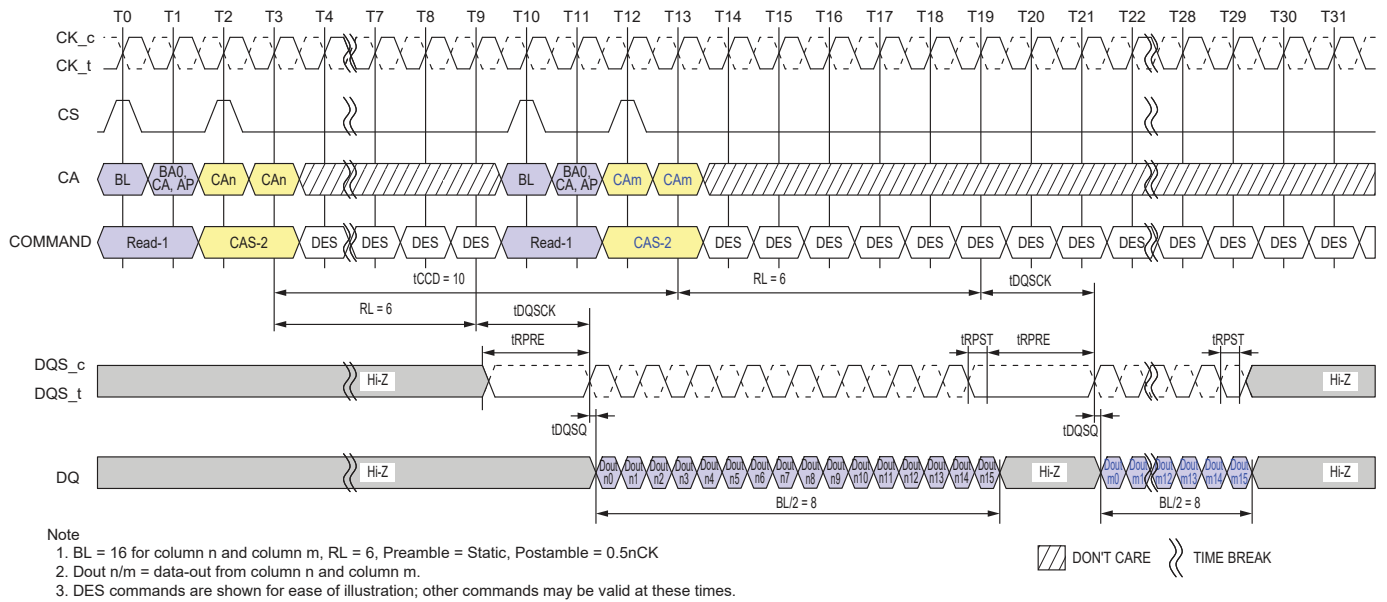 T0 T1 T2 T3 T4 T7 T8 T9 T10 T11 T12 T13 T14 T15 T16 T17 T18 T19 T20 T21 T22 T28 T29 T30 T31
CK_c
CK_t
CS
CA BL BA0, CA, AP CAn CAn BL BA0, CA, AP CAm CAm
COMMAND Read-1 CAS-2 DES DES DES DES Read-1 CAS-2 DES DES DES DES DES DES DES DES DES DES DES DES DES
tCCD = 10 RL = 6 tDQSCK
RL = 6 tDQSCK
tRPRE tRPST tRPRE tRPST
DQS_c
DQS_t Hi-Z Hi-Z
tDQSQ tDQSQ
DQ Hi-Z Dout n0 Dout n1 Dout n2 Dout n3 Dout n4 Dout n5 Dout n6 Dout n7 Dout n8 Dout n9 Dout n10 Dout n11 Dout n12 Dout n13 Dout n14 Dout n15 Hi-Z Dout m0 Dout m1 Dout m12 Dout m13 Dout m14 Dout m15 Hi-Z
BL/2 = 8 BL/2 = 8
Note
1. BL = 16 for column n and column m, RL = 6, Preamble = Static, Postamble = 0.5nCK
2. Dout n/m = data-out from column n and column m.
3. DES commands are shown for ease of illustration; other commands may be valid at these times.
DON'T CARE TIME BREAK